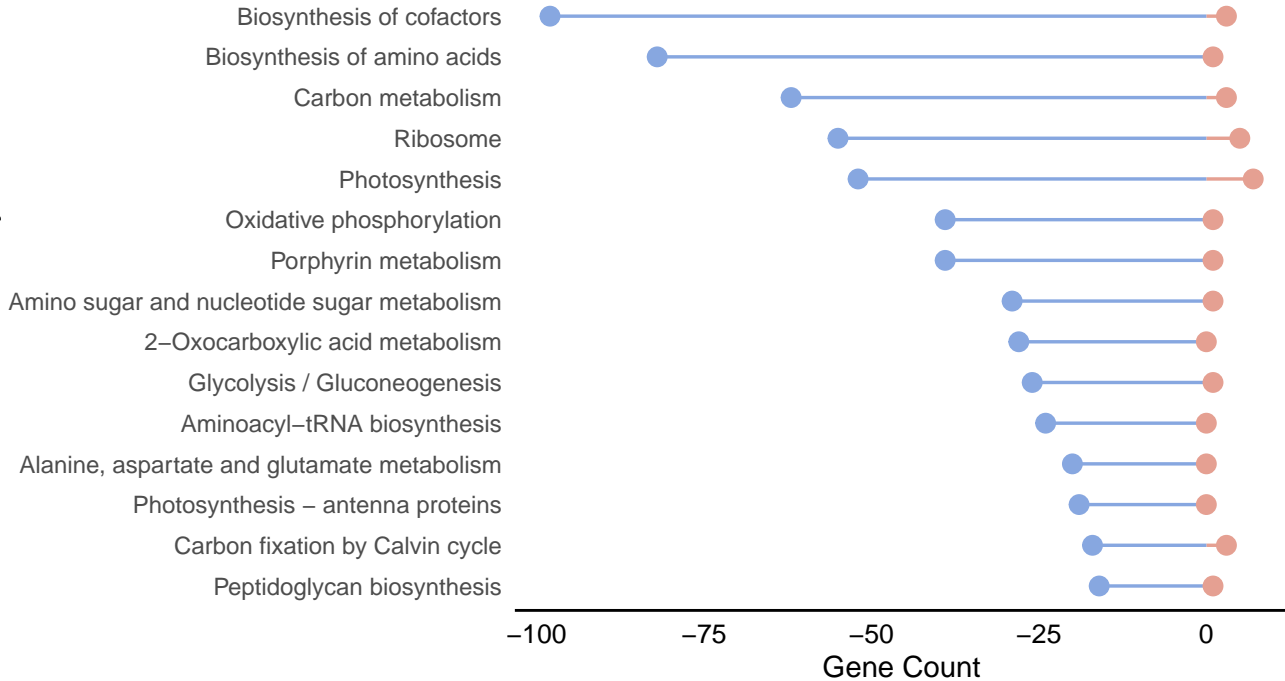 Biosynthesis of cofactors
Biosynthesis of amino acids
Carbon metabolism
Ribosome
Photosynthesis
Oxidative phosphorylation
Porphyrin metabolism
Amino sugar and nucleotide sugar metabolism
2−Oxocarboxylic acid metabolism
Glycolysis / Gluconeogenesis
Aminoacyl−tRNA biosynthesis
Alanine, aspartate and glutamate metabolism
Photosynthesis − antenna proteins
Carbon fixation by Calvin cycle
Peptidoglycan biosynthesis
−100 −75 −50 −25 0
Gene Count